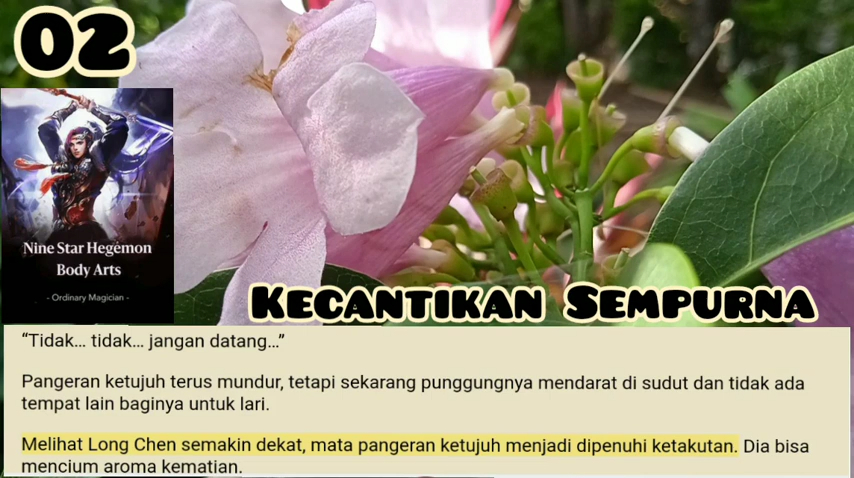 02
Nine Star Hegemon
Body Arts
- Ordinary Magician -
KECANTIKAN SEMPURNA
“Tidak... tidak... jangan datang...”
Pangeran ketujuh terus mundur, tetapi sekarang punggungnya mendarat di sudut dan tidak ada
tempat lain baginya untuk lari.
Melihat Long Chen semakin dekat, mata pangeran ketujuh menjadi dipenuhi ketakutan. Dia bisa
mencium aroma kematian.